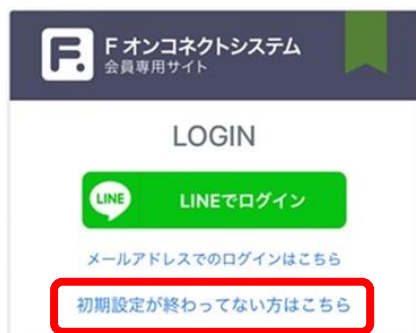 F.
Fオンコネクトシステム
会員専用サイト
LOGIN
LINE
LINEでログイン
メールアドレスでのログインはこちら
初期設定が終わってない方はこちら